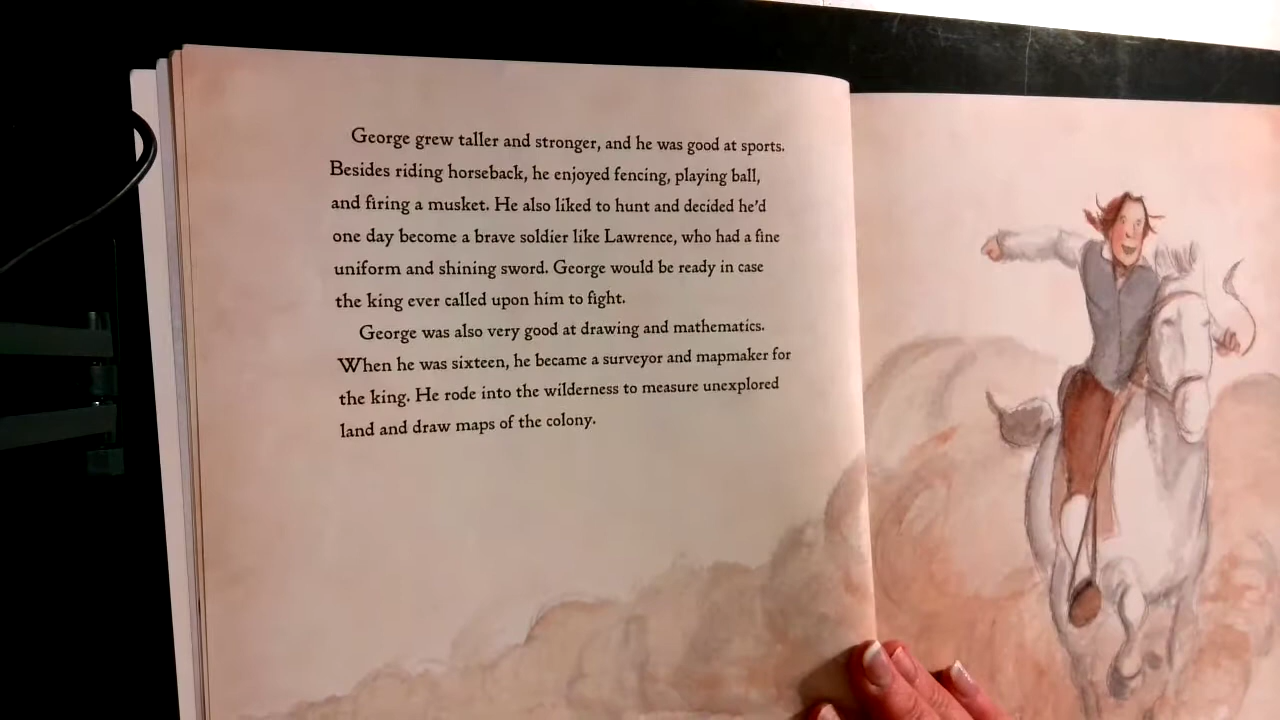 George grew taller and stronger, and he was good at sports.
Besides riding horseback, he enjoyed fencing, playing ball,
and firing a musket. He also liked to hunt and decided he'd
one day become a brave soldier like Lawrence, who had a fine
uniform and shining sword. George would be ready in case
the king ever called upon him to fight.
George was also very good at drawing and mathematics.
When he was sixteen, he became a surveyor and mapmaker for
the king. He rode into the wilderness to measure unexplored
land and draw maps of the colony.